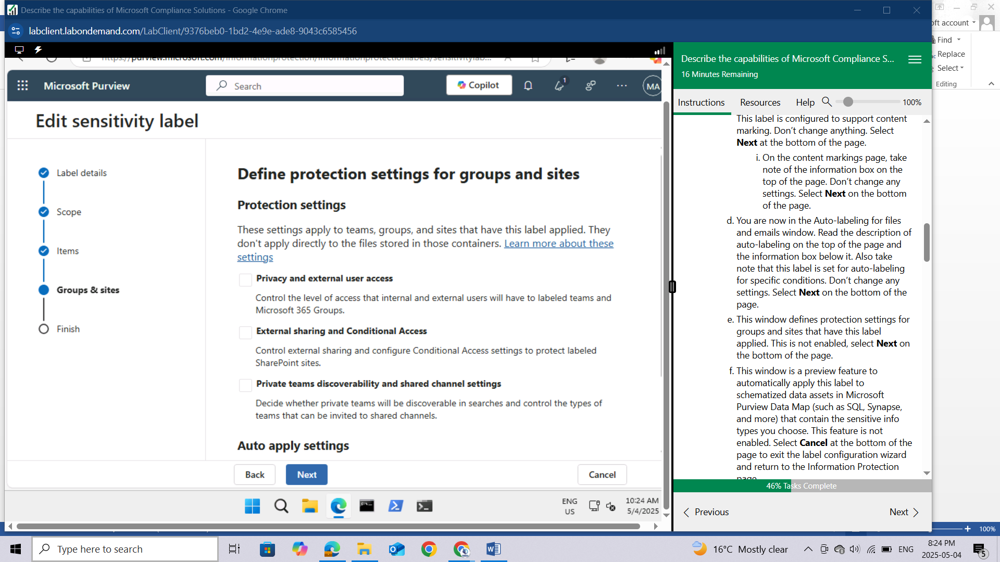 Describe the capabilities of Microsoft Compliance Solutions - Google Chrome
labclient.labondemand.com/LabClient/9376beb0-1bd2-4e9e-ade8-9043c6585456
Microsoft Purview
Search
Copilot
1
MA
Edit sensitivity label
Label details
Scope
Items
Groups & sites
Finish
Define protection settings for groups and sites
Protection settings
These settings apply to teams, groups, and sites that have this label applied. They
don't apply directly to the files stored in those containers. Learn more about these
settings
Privacy and external user access
Control the level of access that internal and external users will have to labeled teams and
Microsoft 365 Groups.
External sharing and Conditional Access
Control external sharing and configure Conditional Access settings to protect labeled
SharePoint sites.
Private teams discoverability and shared channel settings
Decide whether private teams will be discoverable in searches and control the types of
teams that can be invited to shared channels.
Auto apply settings
Back
Next
Cancel
ENG
US
10:24 AM
5/4/2025
Describe the capabilities of Microsoft Compliance S...
16 Minutes Remaining
Instructions
Resources
Help
100%
This label is configured to support content
marking. Don't change anything. Select
Next at the bottom of the page.
i. On the content markings page, take
note of the information box on the
top of the page. Don't change any
settings. Select Next on the bottom
of the page.
d. You are now in the Auto-labeling for files
and emails window. Read the description of
auto-labeling on the top of the page and
the information box below it. Also take
note that this label is set for auto-labeling
for specific conditions. Don't change any
settings. Select Next on the bottom of the
page.
e. This window defines protection settings for
groups and sites that have this label
applied. This is not enabled, select Next on
the bottom of the page.
f. This window is a preview feature to
automatically apply this label to
schematized data assets in Microsoft
Purview Data Map (such as SQL, Synapse,
and more) that contain the sensitive info
types you choose. This feature is not
enabled. Select Cancel at the bottom of the
page to exit the label configuration wizard
and return to the Information Protection
page
46% Tasks Complete
Previous
Next
account
Find
Replace
Select
Editing
100%
Type here to search
16°C Mostly clear
ENG
8:24 PM
2025-05-04
5